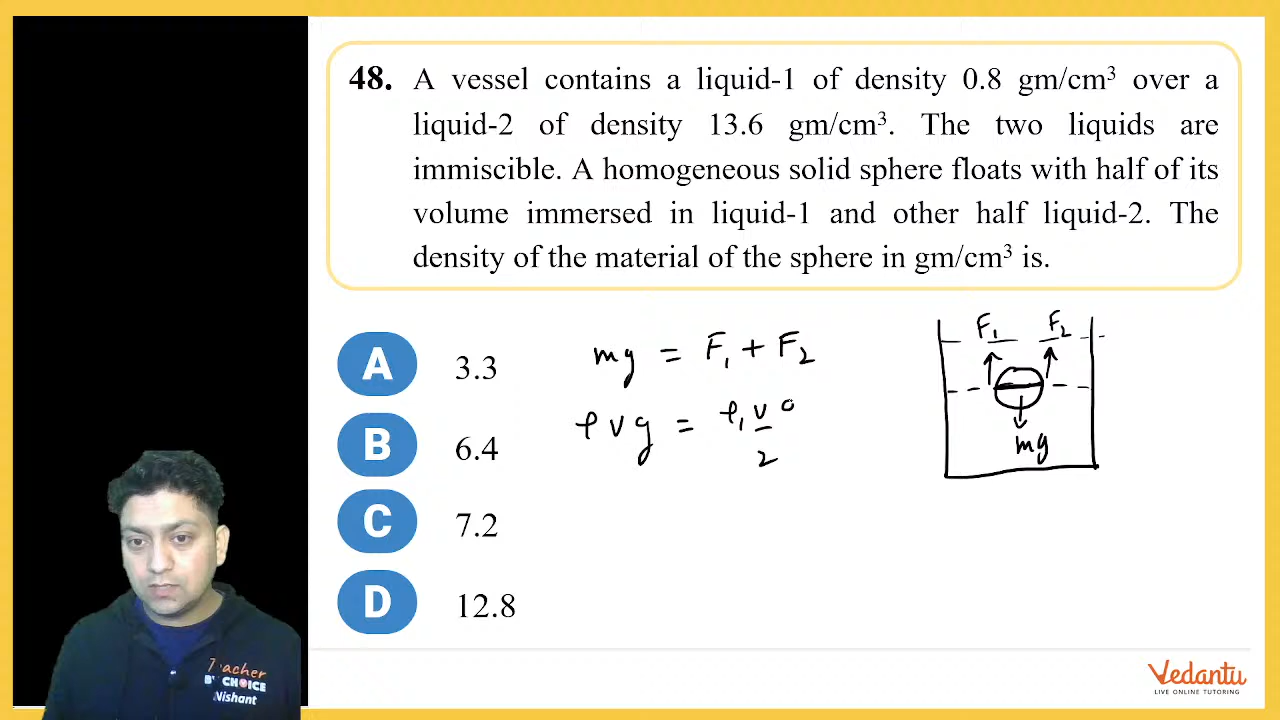 48. A vessel contains a liquid-1 of density 0.8 gm/cm³ over a
liquid-2 of density 13.6 gm/cm³. The two liquids are
immiscible. A homogeneous solid sphere floats with half of its
volume immersed in liquid-1 and other half liquid-2. The
density of the material of the sphere in gm/cm³ is.
A 3.3
B 6.4
C 7.2
D 12.8
mg = F₁ + F₂
ρ v g = ρ₁ v/2
F₁ F₂
mg
BY CHOICE
Nishant
Vedantu
LIVE ONLINE TUTORING